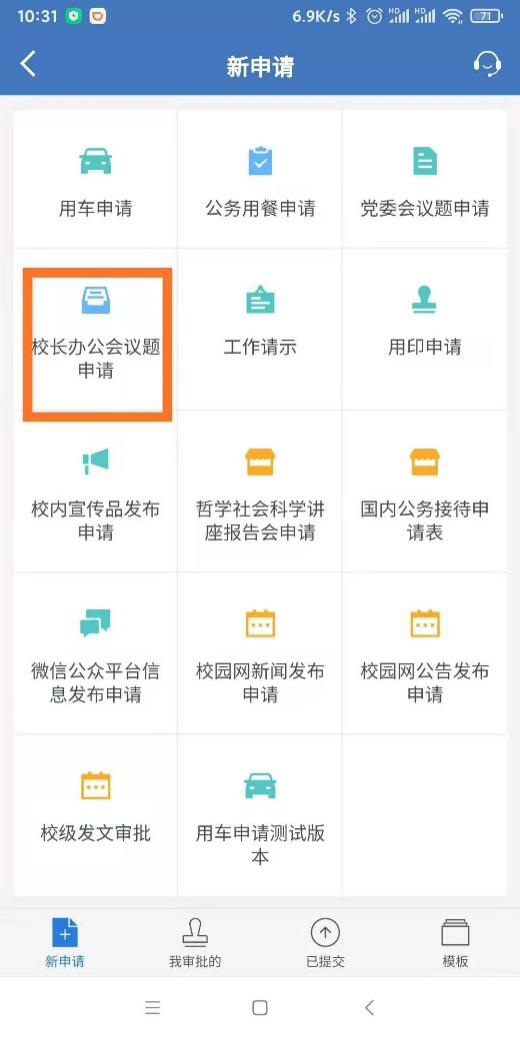 10:31 6.9K/s HD HD 71
新申请
用车申请 公务用餐申请 党委会议题申请
校长办公会议题 工作请示 用印申请
申请
校内宣传品发布 哲学社会科学讲 国内公务接待申
申请 座报告会申请 请表
微信公众平台信 校园网新闻发布 校园网公告发布
息发布申请 申请 申请
校级发文审批 用车申请测试版
本
新申请 我审批的 已提交 模板